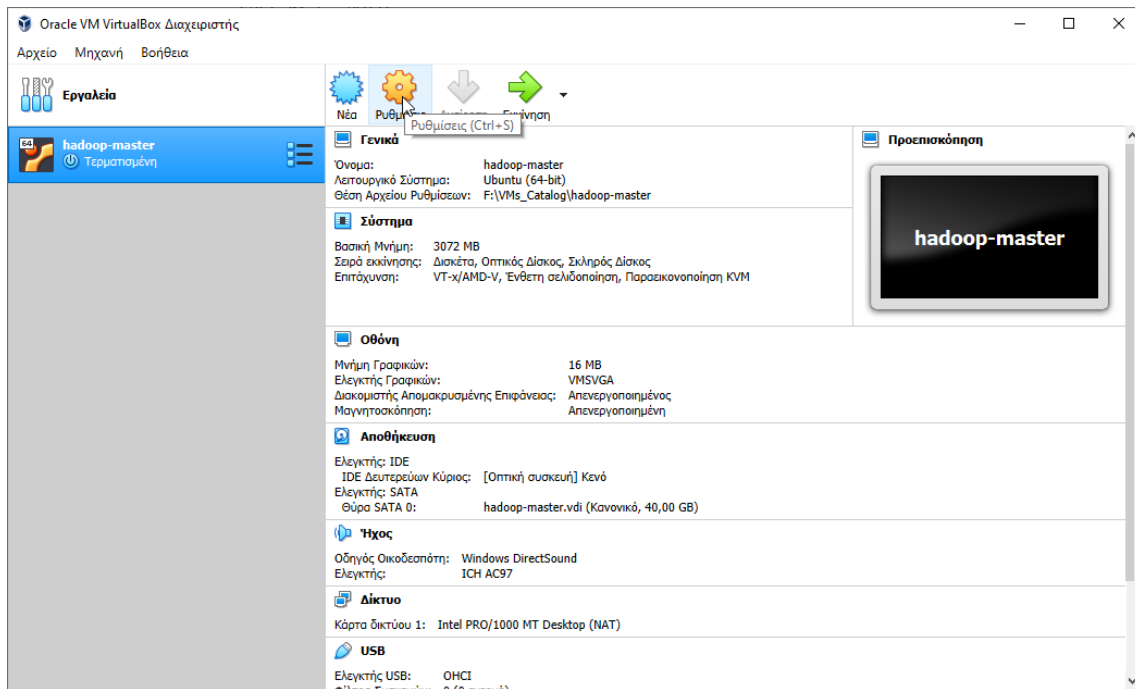 Oracle VM VirtualBox Διαχειριστής
Αρχείο Μηχανή Βοήθεια
Εργαλεία
Νέα Εκκίνηση
Ρυθμίσεις (Ctrl+S)
64
hadoop-master
Τερματισμένη
Γενικά
Όνομα: hadoop-master
Λειτουργικό Σύστημα: Ubuntu (64-bit)
Θέση Αρχείου Ρυθμίσεων: F:\VMs_Catalog\hadoop-master
Προεπισκόπηση
hadoop-master
Σύστημα
Βασική Μνήμη: 3072 MB
Σειρά εκκίνησης: Δισκέτα, Οπτικός Δίσκος, Σκληρός Δίσκος
Επιτάχυνση: VT-x/AMD-V, Ένθετη σελιδοποίηση, Παραεικονοποίηση KVM
Οθόνη
Μνήμη Γραφικών: 16 MB
Ελεγκτής Γραφικών: VMSVGA
Διακομιστής Απομακρυσμένης Επιφάνειας: Απενεργοποιημένος
Μαγνητοσκόπηση: Απενεργοποιημένη
Αποθήκευση
Ελεγκτής: IDE
IDE Δευτερεύων Κύριος: [Οπτική συσκευή] Κενό
Ελεγκτής: SATA
Θύρα SATA 0: hadoop-master.vdi (Κανονικό, 40,00 GB)
Ήχος
Οδηγός Οικοδεσπότη: Windows DirectSound
Ελεγκτής: ICH AC97
Δίκτυο
Κάρτα δικτύου 1: Intel PRO/1000 MT Desktop (NAT)
USB
Ελεγκτής USB: OHCI